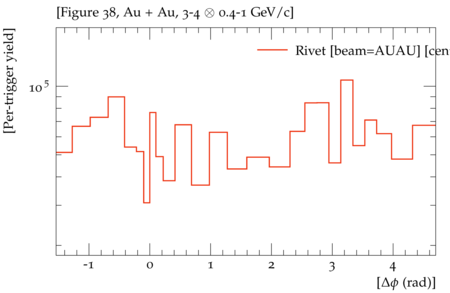 [Figure 38, Au + Au, 3-4 ⊗ 0.4-1 GeV/c]
[Per-trigger yield]
Rivet [beam=AUAU] [cen
10⁵
-1 0 1 2 3 4
[Δϕ (rad)]